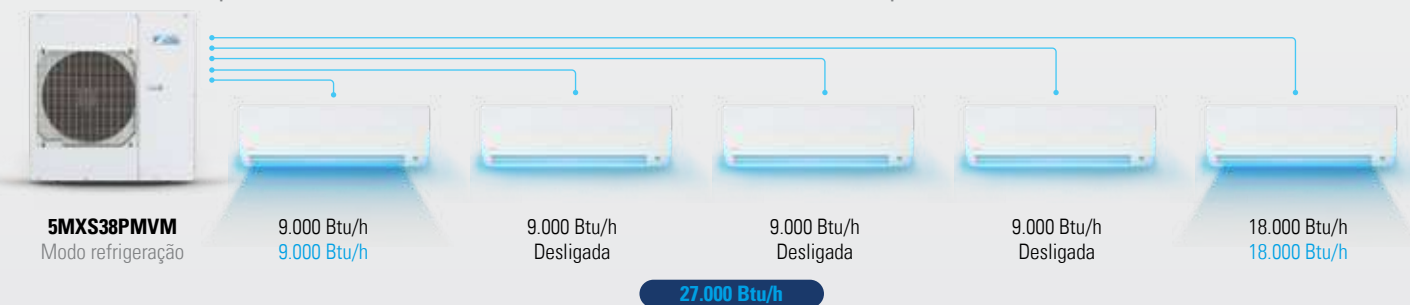 5MXS38PMVM
Modo refrigeração
9.000 Btu/h
9.000 Btu/h
9.000 Btu/h
Desligada
9.000 Btu/h
Desligada
9.000 Btu/h
Desligada
18.000 Btu/h
18.000 Btu/h
27.000 Btu/h